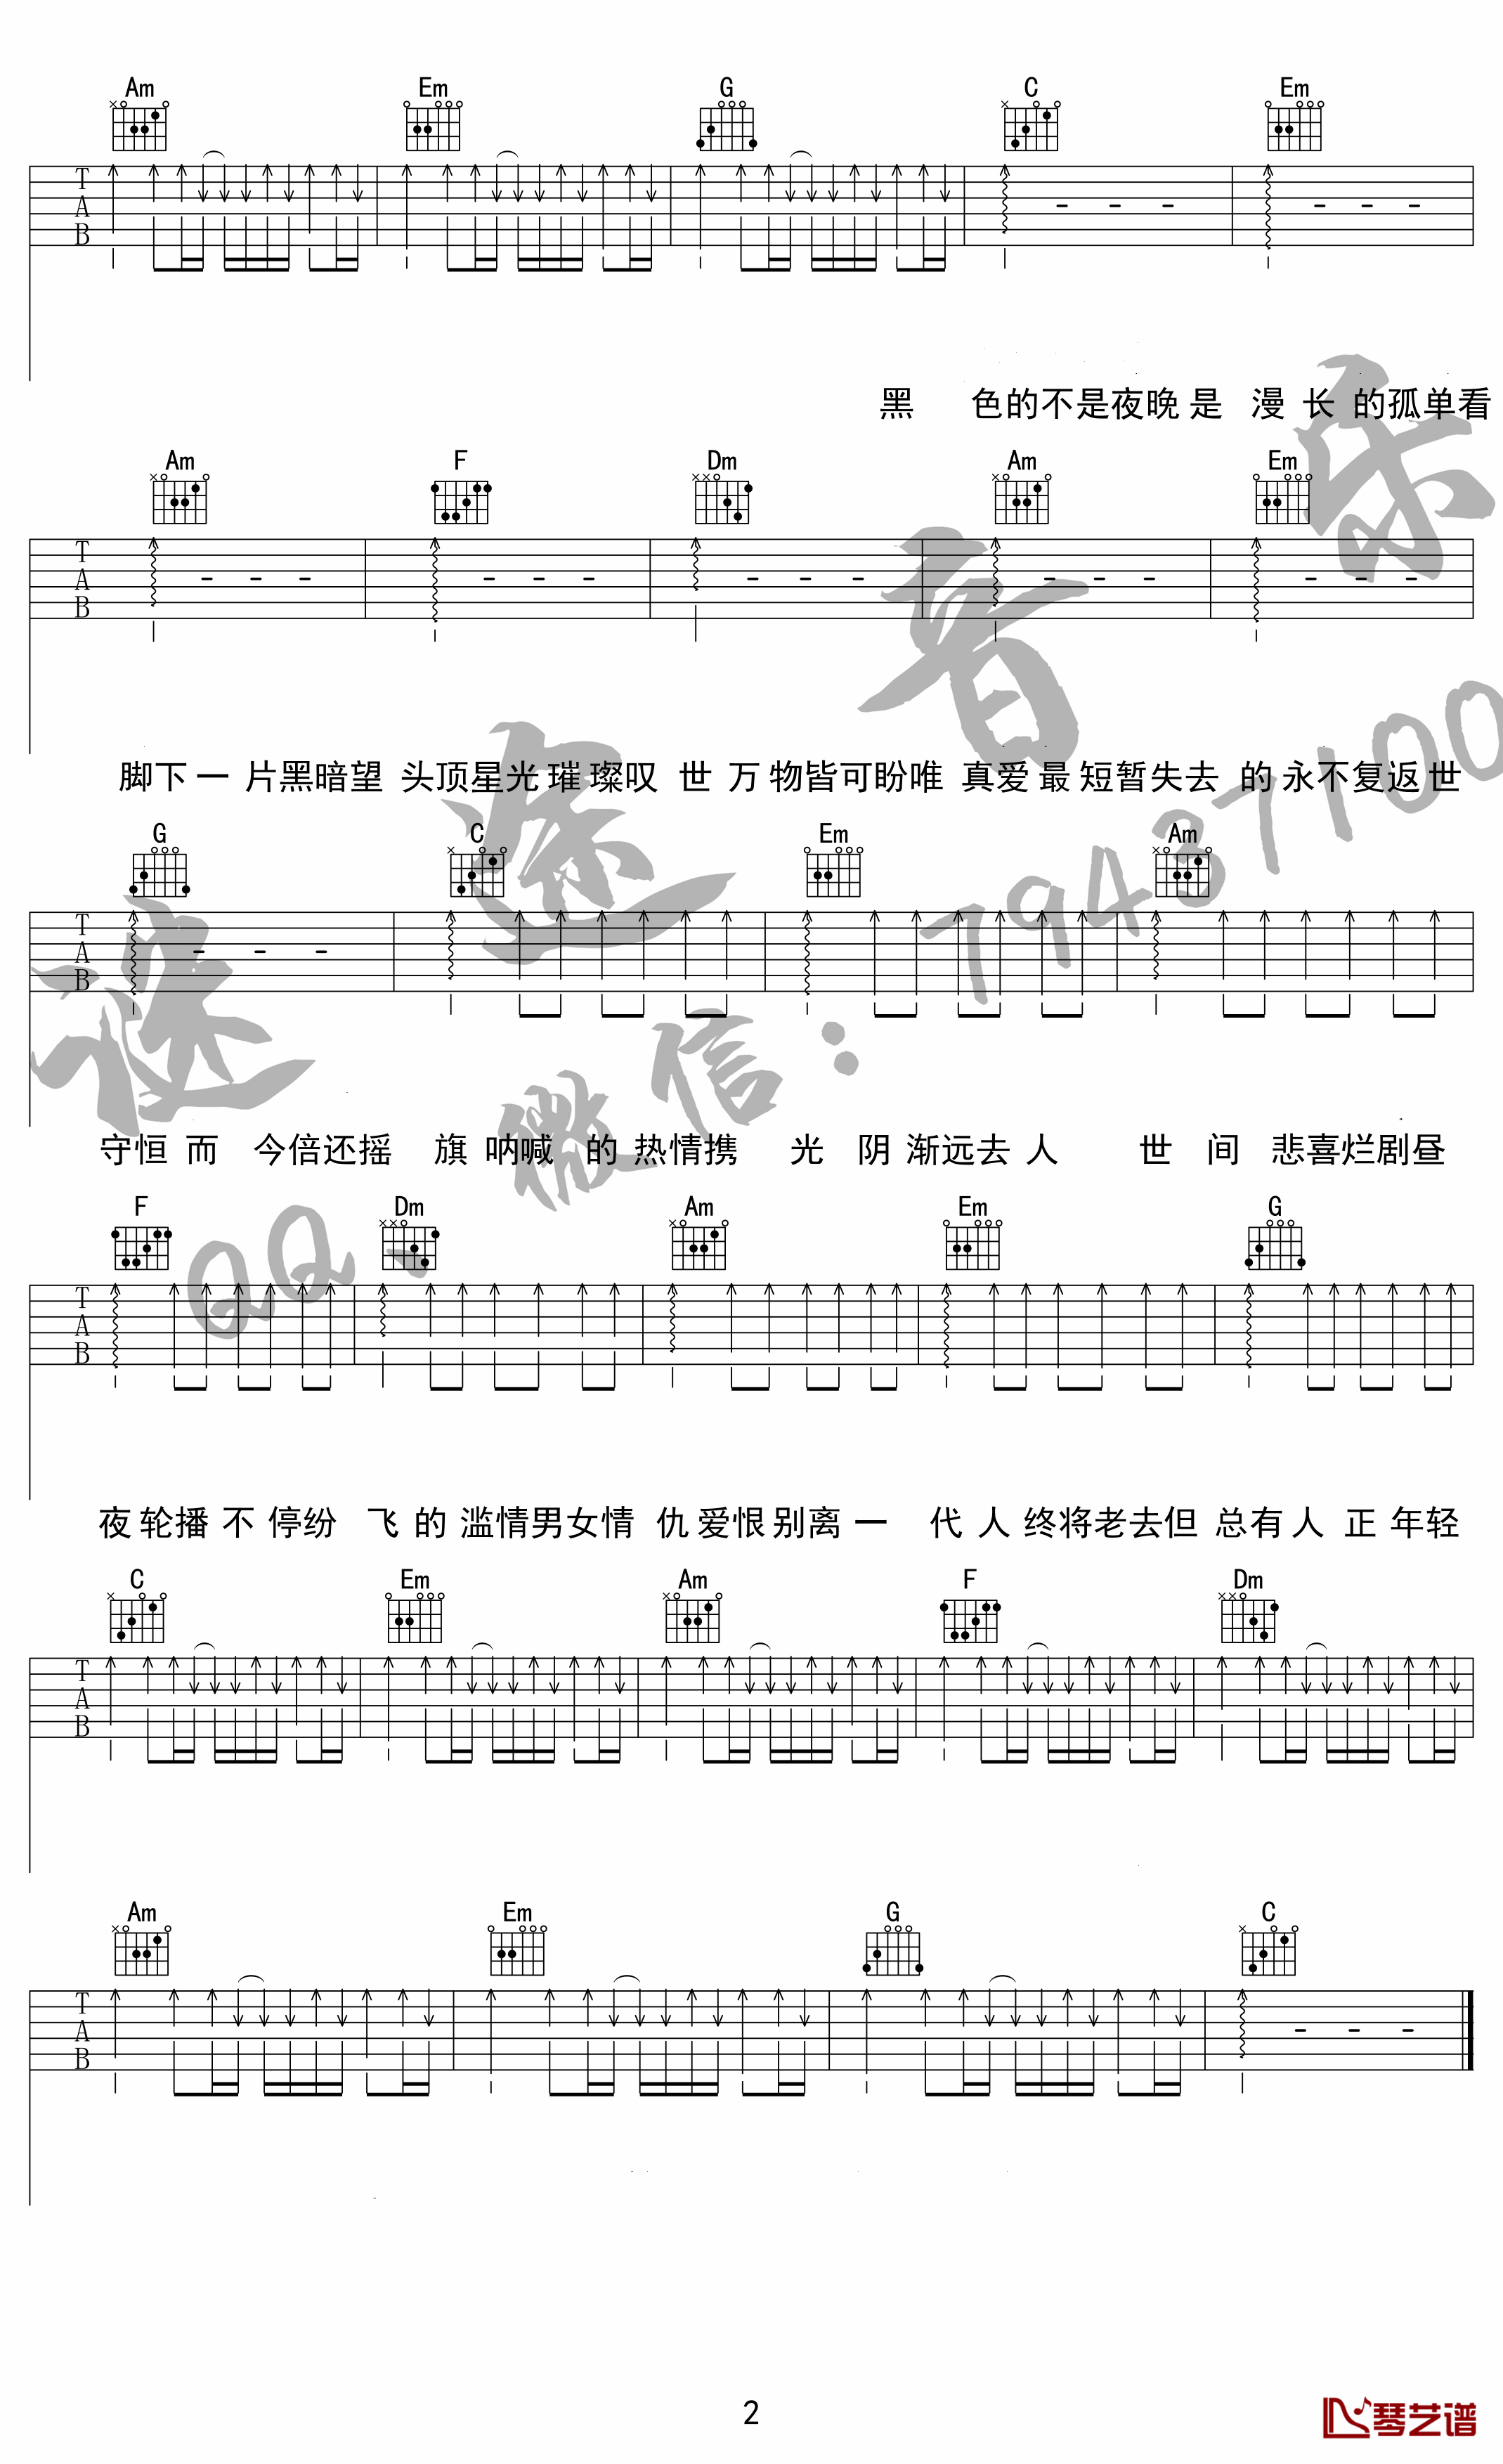 Am Em G C Em
T
A
B
黑 色的不是夜晚是 漫 长 的孤单看
Am F Dm Am Em
T
A
B
脚下一 片黑暗望 头顶星光璀璨叹 世 万 物皆可盼唯 真爱最 短暂失去 的 永不复返世
G C Em Am
T
A
B
守恒而 今倍还摇 旗 呐喊 的 热情携 光 阴 渐远去人 世 间 悲喜烂剧昼
F Dm Am Em G
T
A
B
夜轮播不 停纷 飞的 滥情男女情 仇爱恨别离一 代人 终将老去但 总有人 正 年轻
C Em Am F Dm
T
A
B
Am Em G C
T
A
B
谜途音乐
QQ、微信：79437100
2
琴艺谱